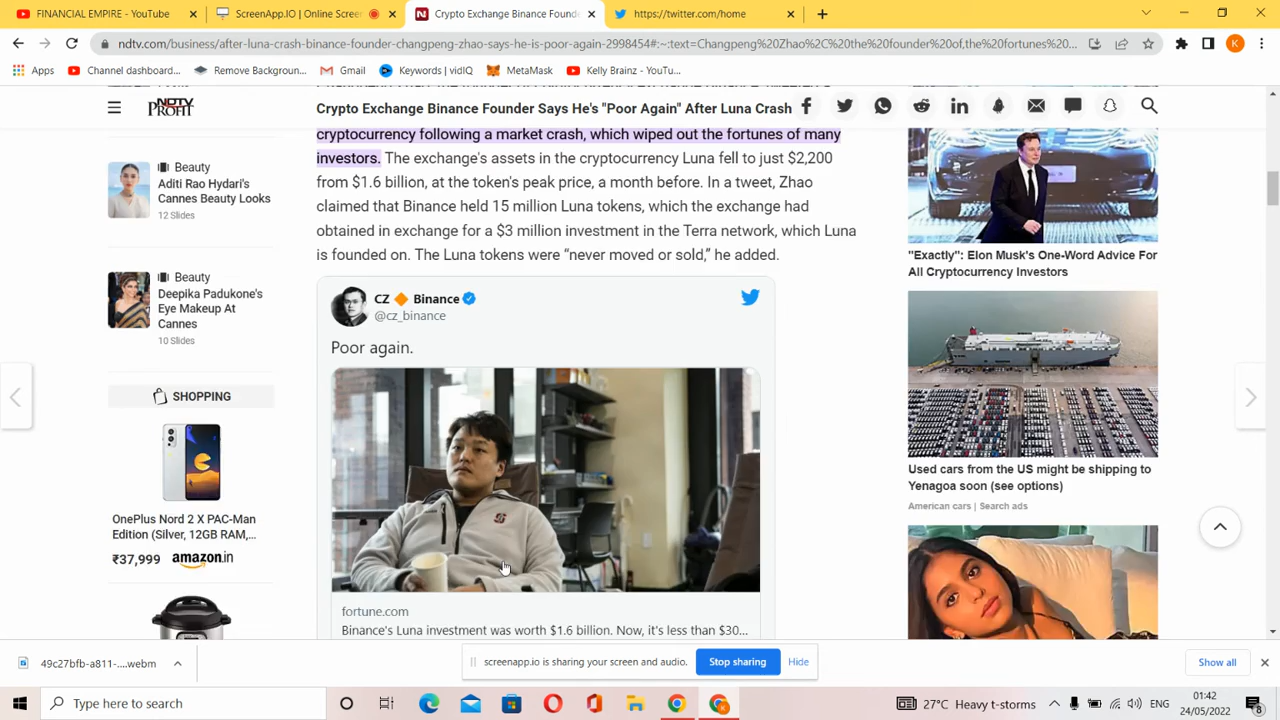 FINANCIAL EMPIRE - YouTube
ScreenApp.IO | Online Scree
Crypto Exchange Binance Found
https://twitter.com/home
ndtv.com/business/after-luna-crash-binance-founder-changpeng-zhao-says-he-is-poor-again-2998454#:~:text=Changpeng%20Zhao%2C%20the%20founder%20of,the%20fortunes%20...
K
Apps
Channel dashboard...
Remove Backgroun...
Gmail
Keywords | vidIQ
MetaMask
Kelly Brainz - YouTu...
NDTV
PROFIT
Crypto Exchange Binance Founder Says He's "Poor Again" After Luna Crash
cryptocurrency following a market crash, which wiped out the fortunes of many
investors. The exchange's assets in the cryptocurrency Luna fell to just $2,200
from $1.6 billion, at the token's peak price, a month before. In a tweet, Zhao
claimed that Binance held 15 million Luna tokens, which the exchange had
obtained in exchange for a $3 million investment in the Terra network, which Luna
is founded on. The Luna tokens were “never moved or sold,” he added.
Beauty
Aditi Rao Hydari's
Cannes Beauty Looks
12 Slides
Beauty
Deepika Padukone's
Eye Makeup At
Cannes
10 Slides
SHOPPING
OnePlus Nord 2 X PAC-Man
Edition (Silver, 12GB RAM,...
₹37,999
amazon.in
CZ 🔶 Binance
@cz_binance
Poor again.
fortune.com
Binance's Luna investment was worth $1.6 billion. Now, it's less than $30...
"Exactly": Elon Musk's One-Word Advice For
All Cryptocurrency Investors
Used cars from the US might be shipping to
Yenagoa soon (see options)
American cars | Search ads
49c27bfb-a811-....webm
screenapp.io is sharing your screen and audio.
Stop sharing
Hide
Show all
Type here to search
27°C Heavy t-storms
ENG
01:42
24/05/2022
8